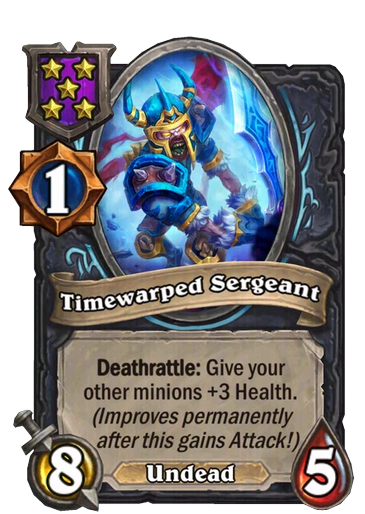 1
Timewarped Sergeant
Deathrattle: Give your
other minions +3 Health.
(Improves permanently
after this gains Attack!)
8
Undead
5